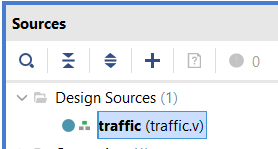 Sources
0
Design Sources (1)
traffic (traffic.v)